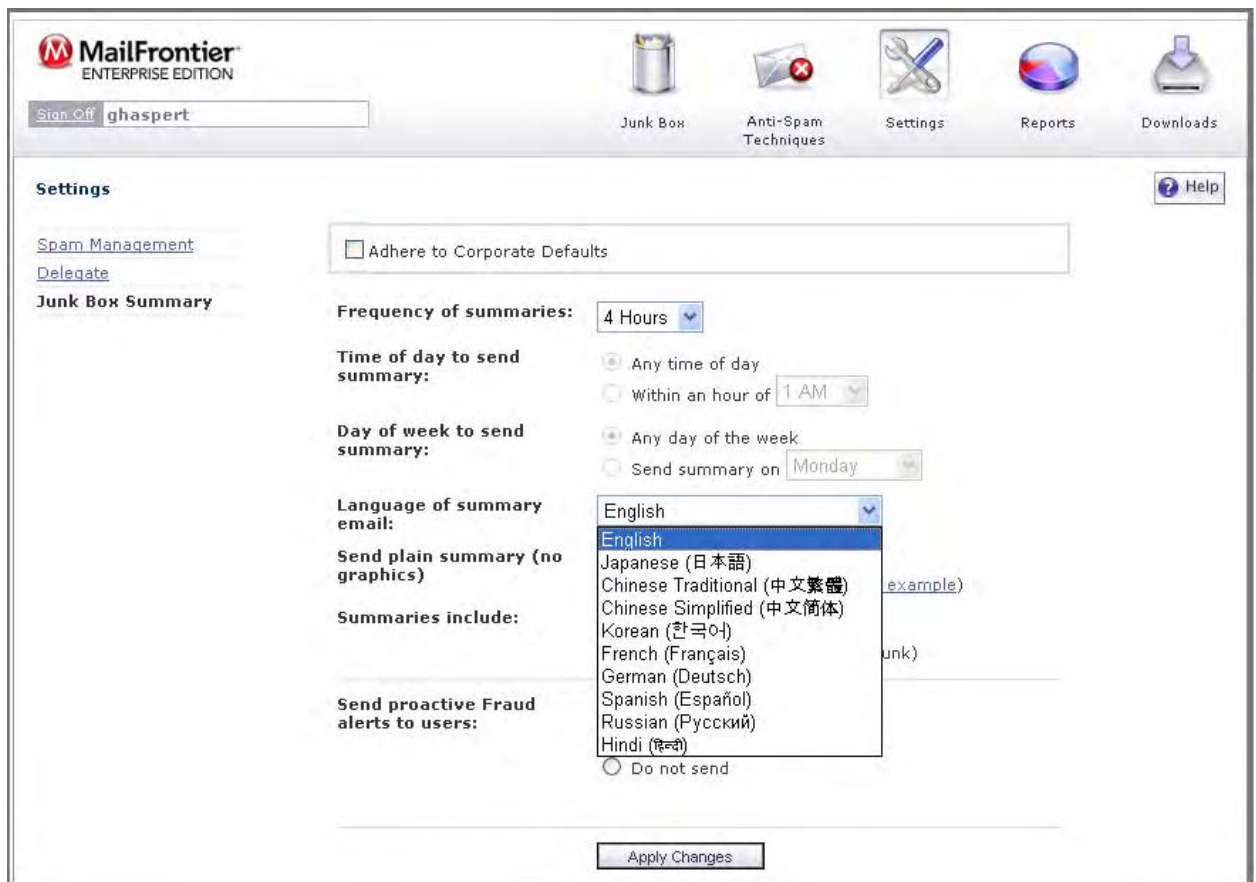 MailFrontier
ENTERPRISE EDITION
Sign Off ghaspert
Junk Box
Anti-Spam Techniques
Settings
Reports
Downloads
Settings
Help
Spam Management
Delegate
Junk Box Summary
Adhere to Corporate Defaults
Frequency of summaries:
4 Hours
Time of day to send
summary:
Any time of day
Within an hour of 1 AM
Day of week to send
summary:
Any day of the week
Send summary on Monday
Language of summary
email:
English
English
Japanese (日本語)
Chinese Traditional (中文繁體)
Chinese Simplified (中文简体)
Korean (한국어)
French (Français)
German (Deutsch)
Spanish (Español)
Russian (Русский)
Hindi (हिन्दी)
Send plain summary (no
graphics)
example)
Summaries include:
unk)
Send proactive Fraud
alerts to users:
Do not send
Apply Changes